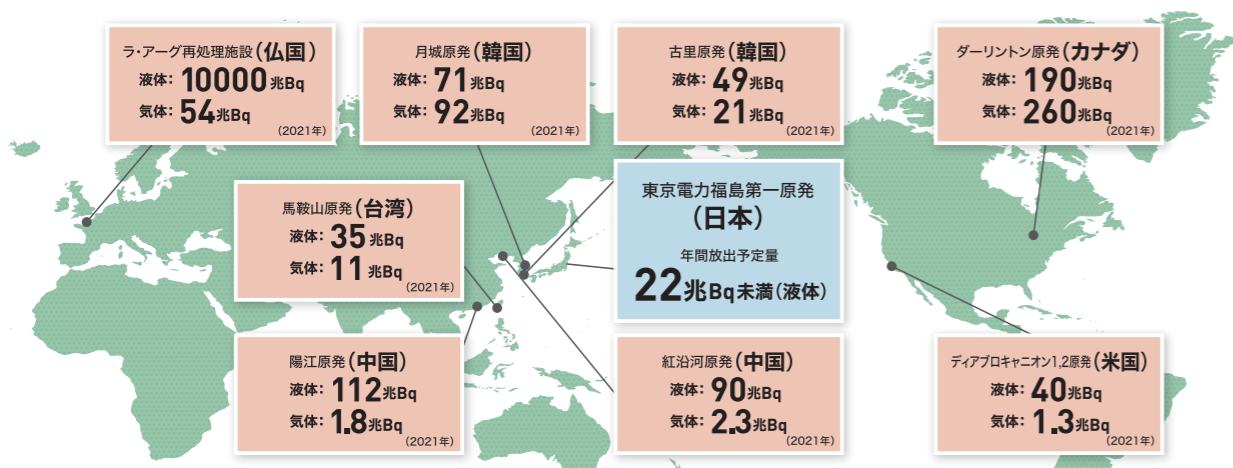 ラ・アーグ再処理施設(仏国)
液体：10000兆Bq
気体：54兆Bq
(2021年)
月城原発(韓国)
液体：71兆Bq
気体：92兆Bq
(2021年)
古里原発(韓国)
液体：49兆Bq
気体：21兆Bq
(2021年)
ダーリントン原発(カナダ)
液体：190兆Bq
気体：260兆Bq
(2021年)
馬鞍山原発(台湾)
液体：35兆Bq
気体：11兆Bq
(2021年)
東京電力福島第一原発
(日本)
年間放出予定量
22兆Bq未満(液体)
陽江原発(中国)
液体：112兆Bq
気体：1.8兆Bq
(2021年)
紅沿河原発(中国)
液体：90兆Bq
気体：2.3兆Bq
(2021年)
ディアブロキャニオン1,2原発(米国)
液体：40兆Bq
気体：1.3兆Bq
(2021年)